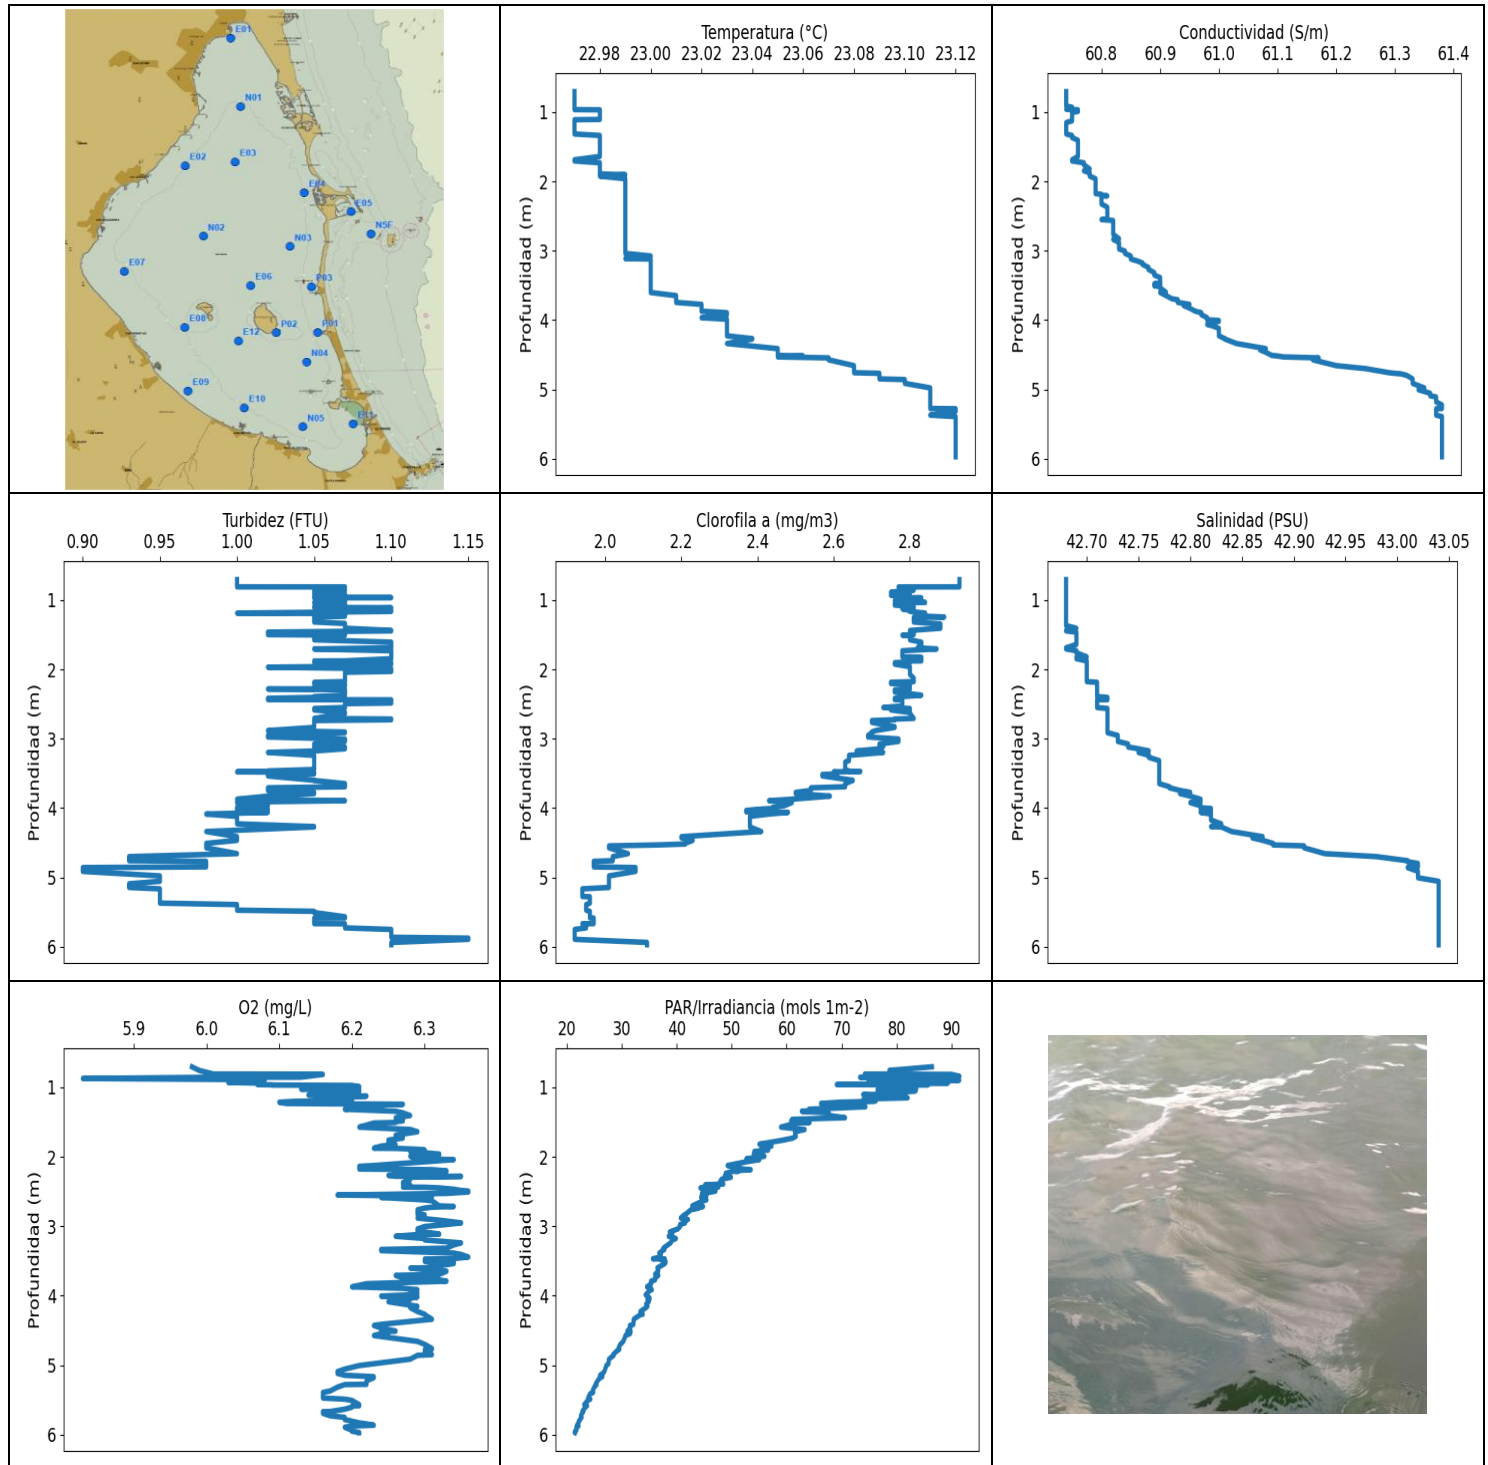 E01
N01
E02
E03
E04
E05
N5F
N02
N03
E07
E06
P03
E08
E12
P02
P01
N04
E09
E10
N05
E11
Temperatura (°C)
22.98 23.00 23.02 23.04 23.06 23.08 23.10 23.12
Profundidad (m)
1
2
3
4
5
6
Conductividad (S/m)
60.8 60.9 61.0 61.1 61.2 61.3 61.4
Profundidad (m)
1
2
3
4
5
6
Turbidez (FTU)
0.90 0.95 1.00 1.05 1.10 1.15
Profundidad (m)
1
2
3
4
5
6
Clorofila a (mg/m3)
2.0 2.2 2.4 2.6 2.8
Profundidad (m)
1
2
3
4
5
6
Salinidad (PSU)
42.70 42.75 42.80 42.85 42.90 42.95 43.00 43.05
Profundidad (m)
1
2
3
4
5
6
O2 (mg/L)
5.9 6.0 6.1 6.2 6.3
Profundidad (m)
1
2
3
4
5
6
PAR/Irradiancia (mols 1m-2)
20 30 40 50 60 70 80 90
Profundidad (m)
1
2
3
4
5
6